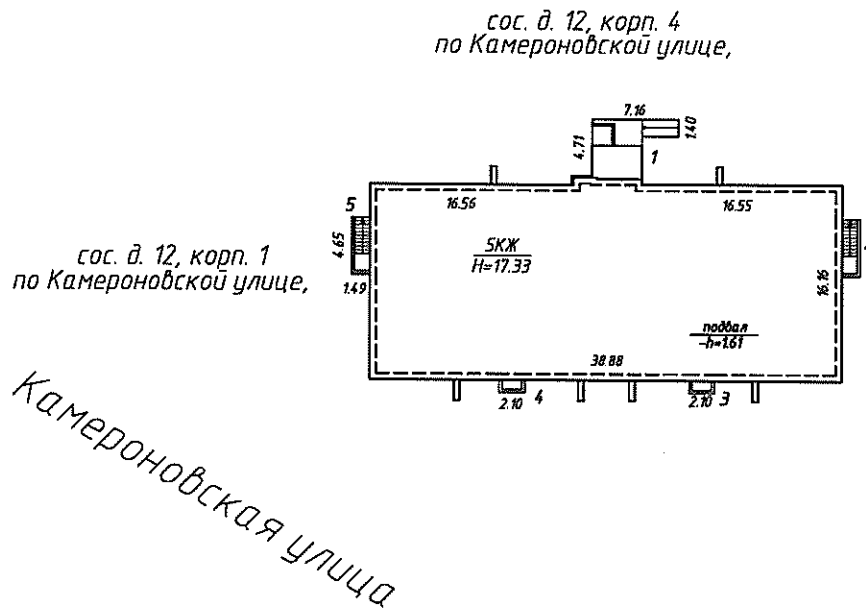 сос. д. 12, корп. 4
по Камероновской улице,
7.16
1.40
4.71
1
16.56
16.55
5
4.65
сос. д. 12, корп. 1
по Камероновской улице,
1.49
5КЖ
H=17.33
16.16
подвал
-h=1.61
38.88
2.10
4
2.10
3
Камероновская улица